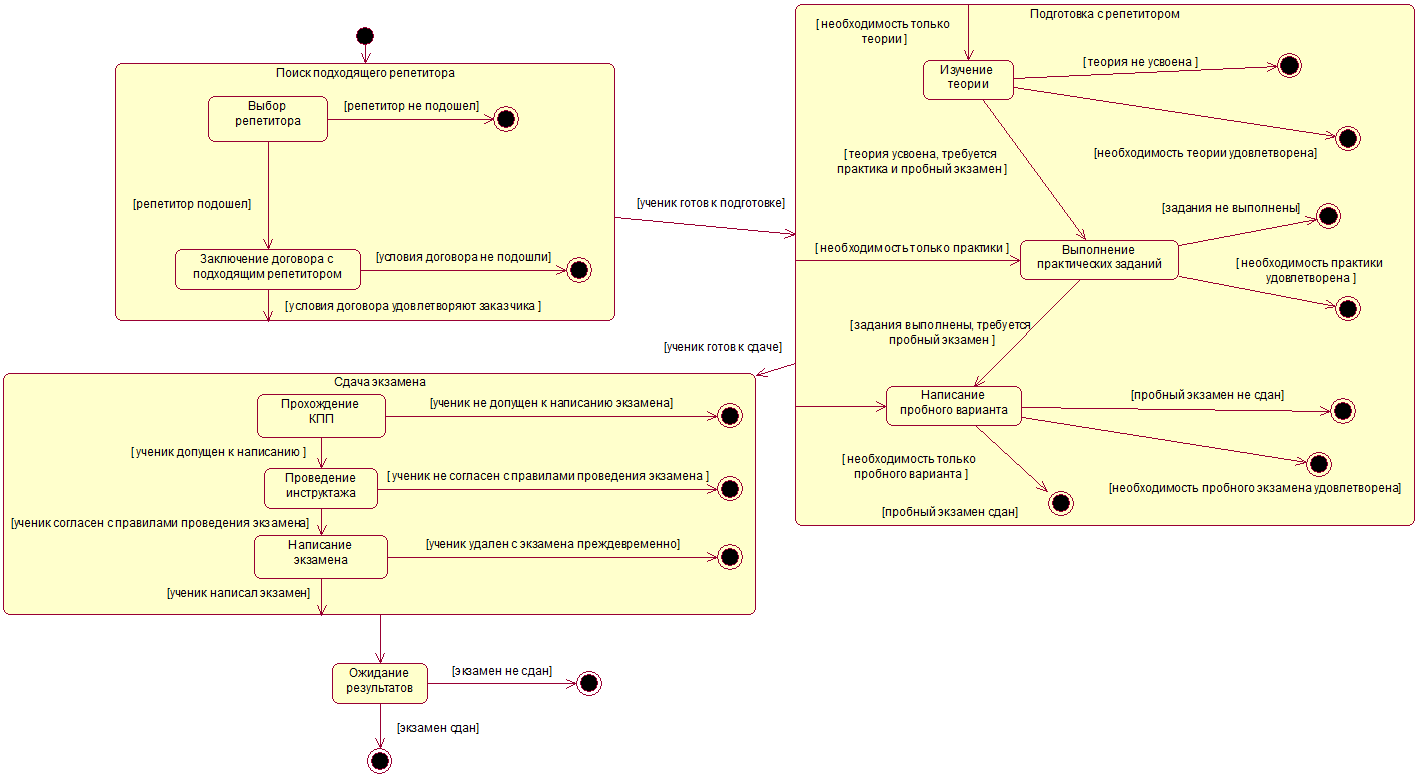 Поиск подходящего репетитора
Выбор
репетитора
[репетитор не подошел]
[репетитор подошел]
Заключение договора с
подходящим репетитором
[условия договора не подошли]
[условия договора удовлетворяют заказчика ]
[ученик готов к подготовке]
Подготовка с репетитором
[ необходимость только
теории ]
Изучение
теории
[ теория не усвоена ]
[необходимость теории удовлетворена]
[ теория усвоена, требуется
практика и пробный экзамен ]
[задания не выполнены]
[ необходимость только практики ]
Выполнение
практических заданий
[ необходимость практики
удовлетворена ]
[задания выполнены, требуется
пробный экзамен ]
Написание
пробного варианта
[пробный экзамен не сдан]
[ необходимость только
пробного варианта ]
[необходимость пробного экзамена удовлетворена]
[пробный экзамен сдан]
[ученик готов к сдаче]
Сдача экзамена
Прохождение
КПП
[ученик не допущен к написанию экзамена]
[ученик допущен к написанию ]
Проведение
инструктажа
[ ученик не согласен с правилами проведения экзамена ]
[ученик согласен с правилами проведения экзамена]
Написание
экзамена
[ученик удален с экзамена преждевременно]
[ученик написал экзамен]
Ожидание
результатов
[экзамен не сдан]
[экзамен сдан]